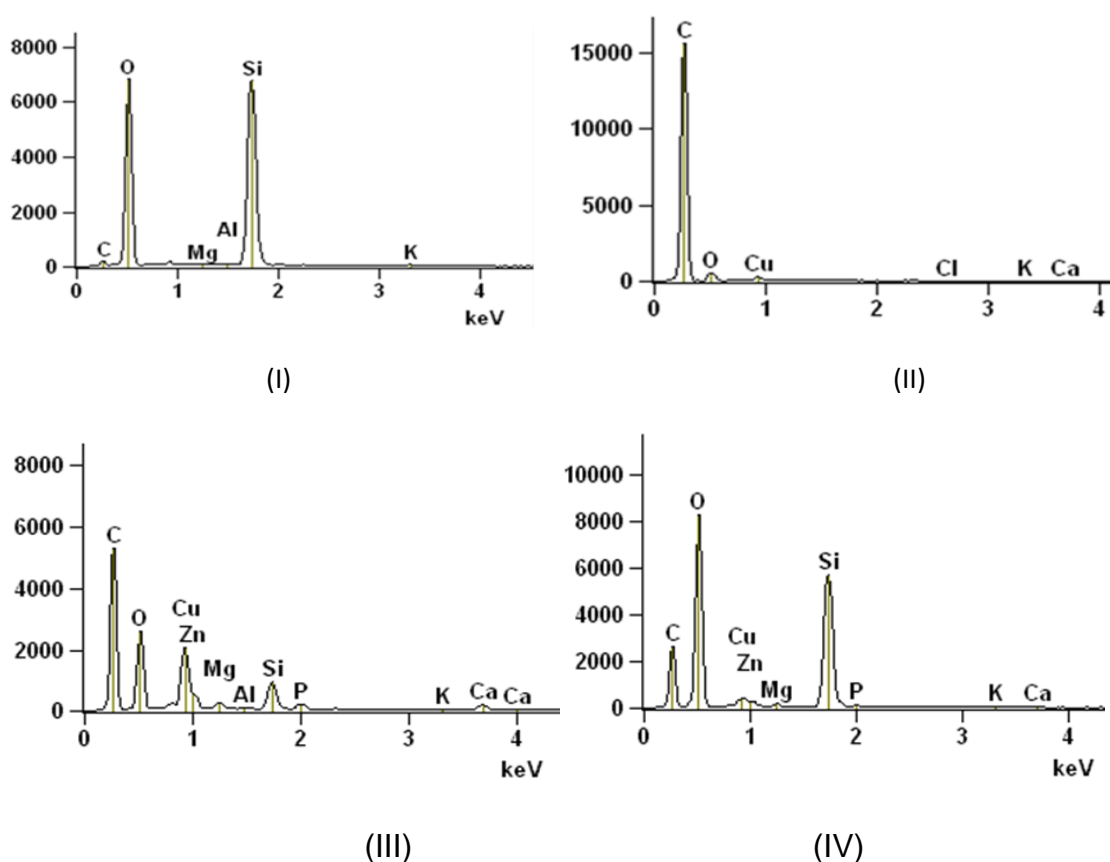 8000
6000
4000
2000
0
O
Si
C
Mg
Al
K
0 1 2 3 4
keV
(I)
15000
10000
5000
0
C
O
Cu
Cl
K
Ca
0 1 2 3 4
(II)
8000
6000
4000
2000
0
C
O
Cu
Zn
Mg
Al
Si
P
K
Ca
Ca
0 1 2 3 4
keV
(III)
10000
8000
6000
4000
2000
0
C
O
Cu
Zn
Mg
Si
P
K
Ca
0 1 2 3 4
keV
(IV)